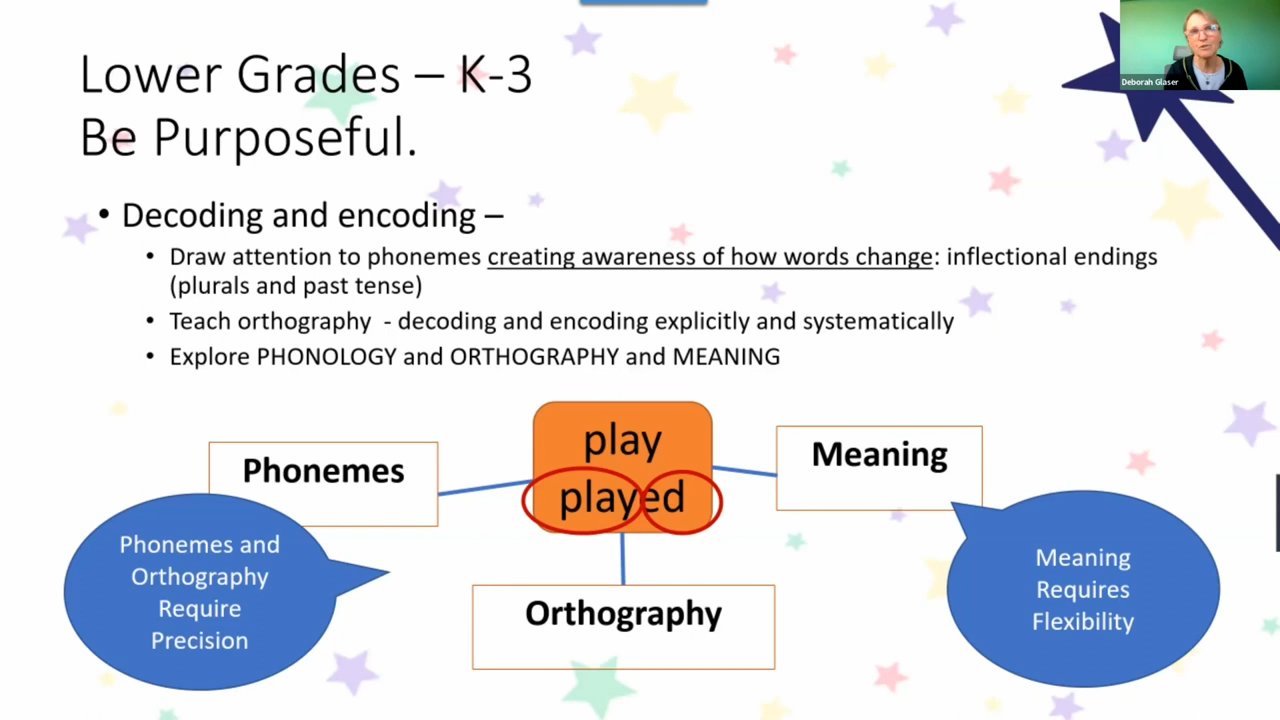 Deborah Glaser
Lower Grades – K-3
Be Purposeful.
• Decoding and encoding –
• Draw attention to phonemes creating awareness of how words change: inflectional endings
(plurals and past tense)
• Teach orthography - decoding and encoding explicitly and systematically
• Explore PHONOLOGY and ORTHOGRAPHY and MEANING
play
played
Phonemes
Meaning
Orthography
Phonemes and
Orthography
Require
Precision
Meaning
Requires
Flexibility